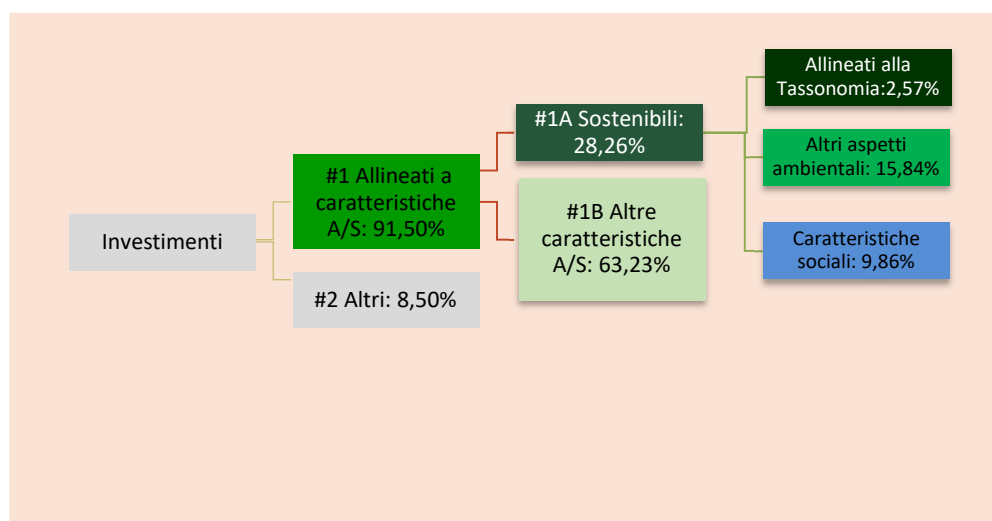 Investimenti
#1 Allineati a
caratteristiche
A/S: 91,50%
#2 Altri: 8,50%
#1A Sostenibili:
28,26%
#1B Altre
caratteristiche
A/S: 63,23%
Allineati alla
Tassonomia:2,57%
Altri aspetti
ambientali: 15,84%
Caratteristiche
sociali: 9,86%